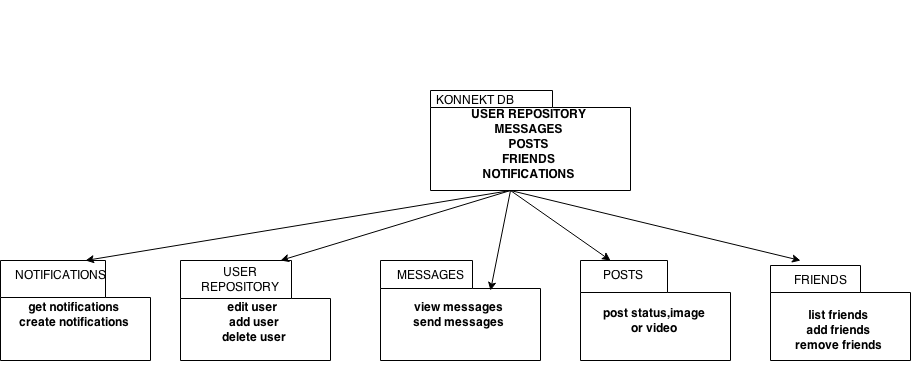 KONNEKT DB
USER REPOSITORY
MESSAGES
POSTS
FRIENDS
NOTIFICATIONS
NOTIFICATIONS
get notifications
create notifications
USER
REPOSITORY
edit user
add user
delete user
MESSAGES
view messages
send messages
POSTS
post status,image
or video
FRIENDS
list friends
add friends
remove friends